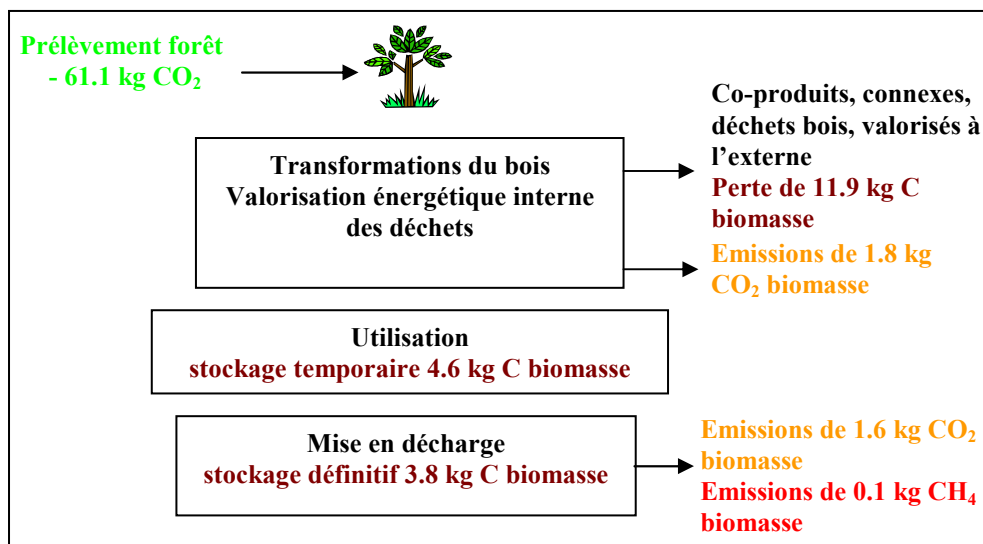 Prélèvement forêt
- 61.1 kg CO₂
Co-produits, connexes,
déchets bois, valorisés à
l’externe
Perte de 11.9 kg C
biomasse
Transformations du bois
Valorisation énergétique interne
des déchets
Emissions de 1.8 kg
CO₂ biomasse
Utilisation
stockage temporaire 4.6 kg C biomasse
Mise en décharge
stockage définitif 3.8 kg C biomasse
Emissions de 1.6 kg CO₂
biomasse
Emissions de 0.1 kg CH₄
biomasse